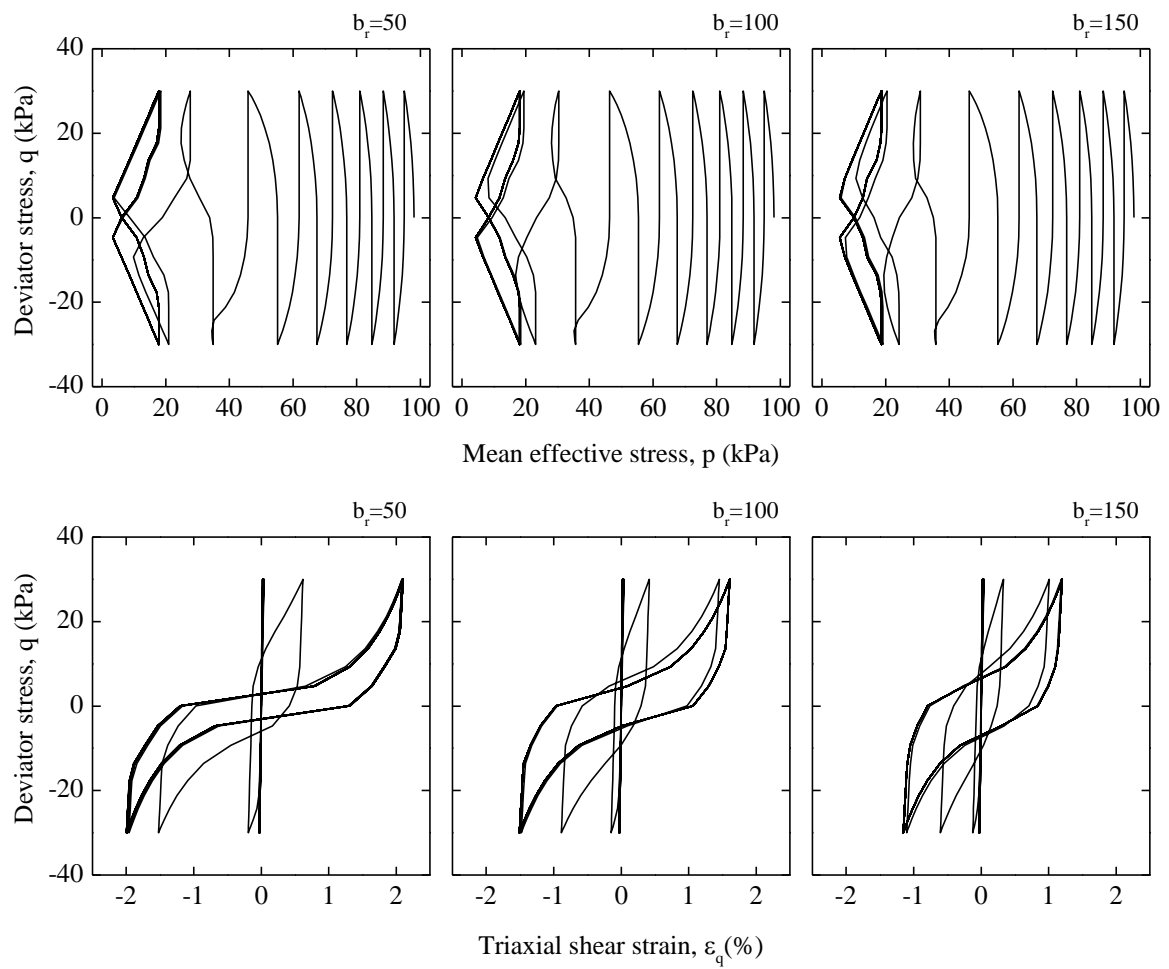 b_r=50 b_r=100 b_r=150
40
20
0
-20
-40
Deviator stress, q (kPa)
0 20 40 60 80 100 0 20 40 60 80 100 0 20 40 60 80 100
Mean effective stress, p (kPa)
b_r=50 b_r=100 b_r=150
40
20
0
-20
-40
Deviator stress, q (kPa)
-2 -1 0 1 2 -2 -1 0 1 2 -2 -1 0 1 2
Triaxial shear strain, ε_q(%)